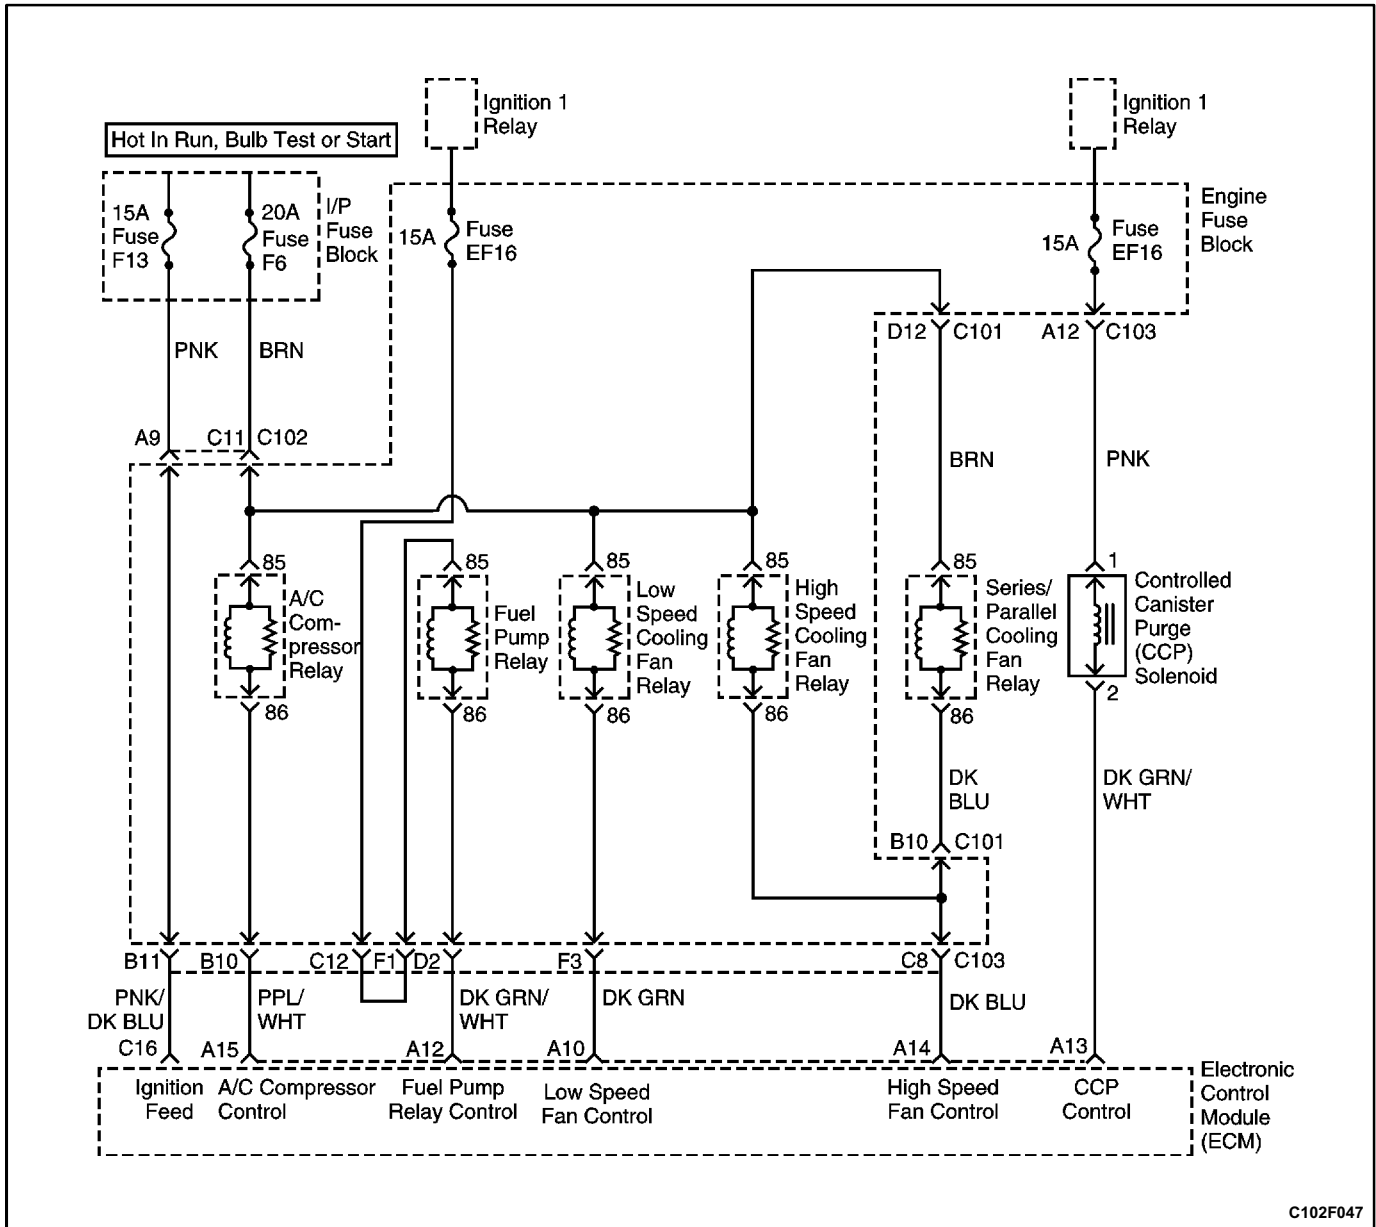 Ignition 1
Relay
Ignition 1
Relay
Hot In Run, Bulb Test or Start
15A
Fuse
F13
20A
Fuse
F6
I/P
Fuse
Block
15A
Fuse
EF16
15A
Fuse
EF16
Engine
Fuse
Block
D12
C101
A12
C103
PNK
BRN
A9
C11
C102
BRN
PNK
85
A/C
Com-
pressor
Relay
86
85
Fuel
Pump
Relay
86
85
Low
Speed
Cooling
Fan
Relay
86
85
High
Speed
Cooling
Fan
Relay
86
85
Series/
Parallel
Cooling
Fan
Relay
86
1
Controlled
Canister
Purge
(CCP)
Solenoid
2
DK
BLU
DK GRN/
WHT
B10
C101
B11
B10
C12
F1
D2
F3
C8
C103
PNK/
DK BLU
PPL/
WHT
DK GRN/
WHT
DK GRN
DK BLU
C16
A15
A12
A10
A14
A13
Ignition
Feed
A/C Compressor
Control
Fuel Pump
Relay Control
Low Speed
Fan Control
High Speed
Fan Control
CCP
Control
Electronic
Control
Module
(ECM)
C102F047